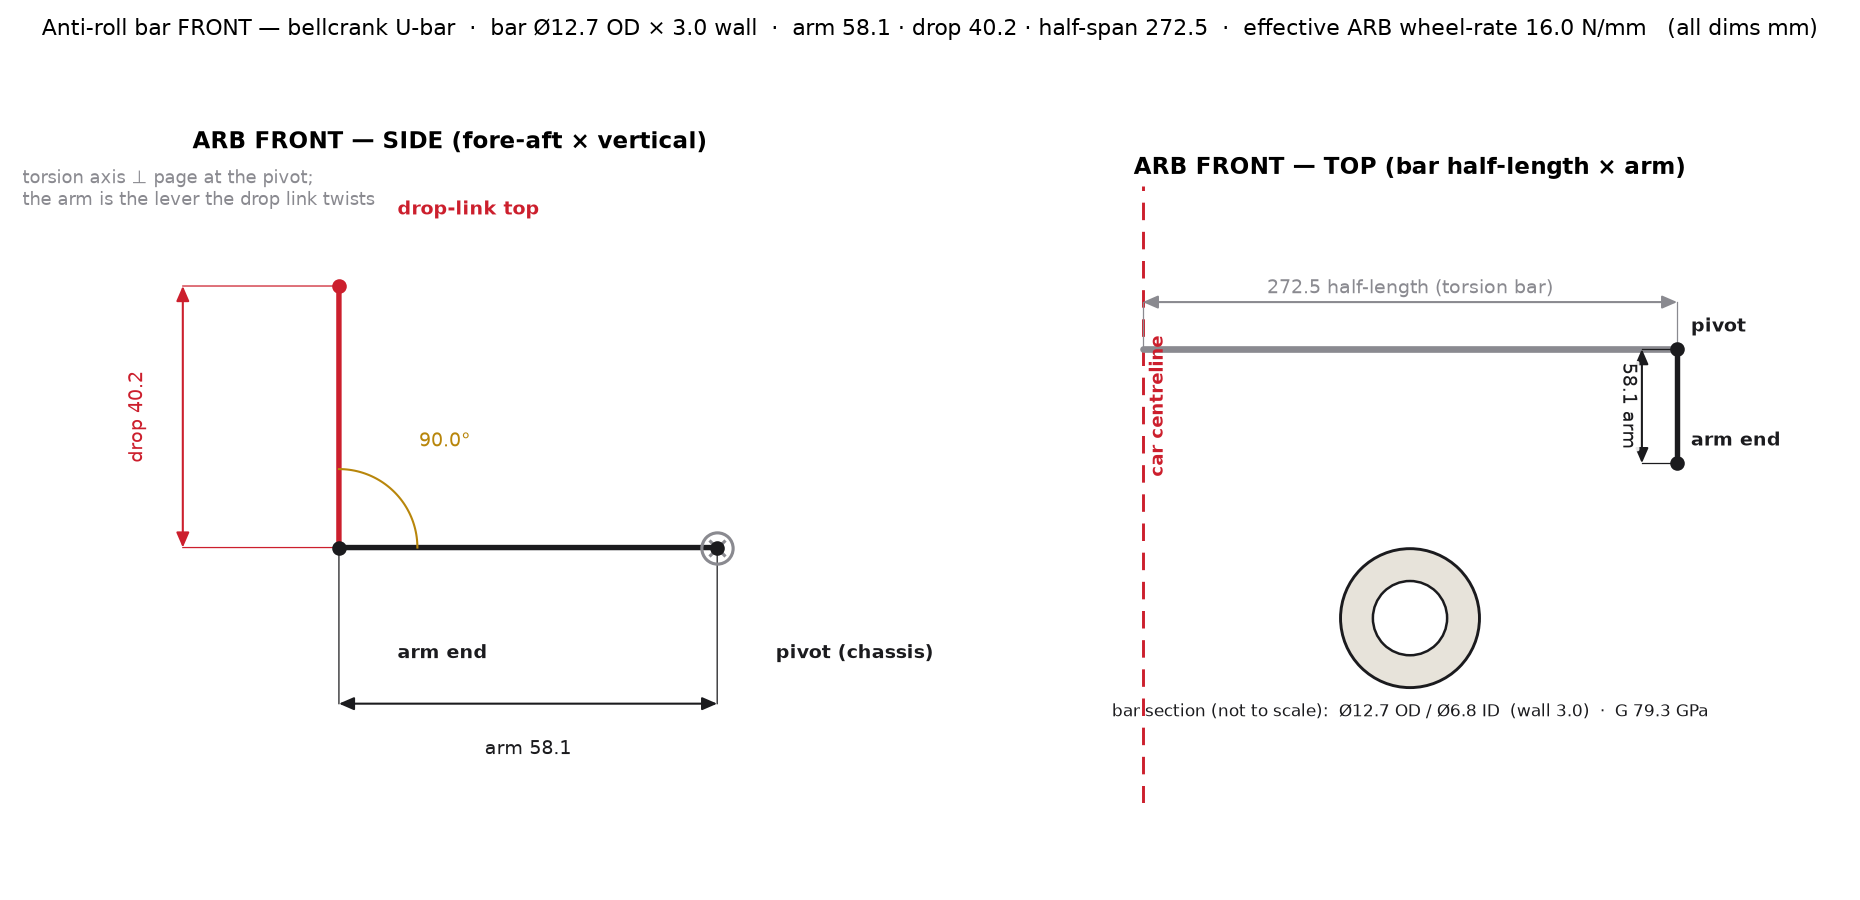 Anti-roll bar FRONT — bellcrank U-bar · bar Ø12.7 OD × 3.0 wall · arm 58.1 · drop 40.2 · half-span 272.5 · effective ARB wheel-rate 16.0 N/mm (all dims mm)
ARB FRONT — SIDE (fore-aft × vertical)
torsion axis ⊥ page at the pivot;
the arm is the lever the drop link twists
drop-link top
drop 40.2
90.0°
arm end
pivot (chassis)
arm 58.1
ARB FRONT — TOP (bar half-length × arm)
272.5 half-length (torsion bar)
pivot
car centreline
58.1 arm
arm end
bar section (not to scale): Ø12.7 OD / Ø6.8 ID (wall 3.0) · G 79.3 GPa